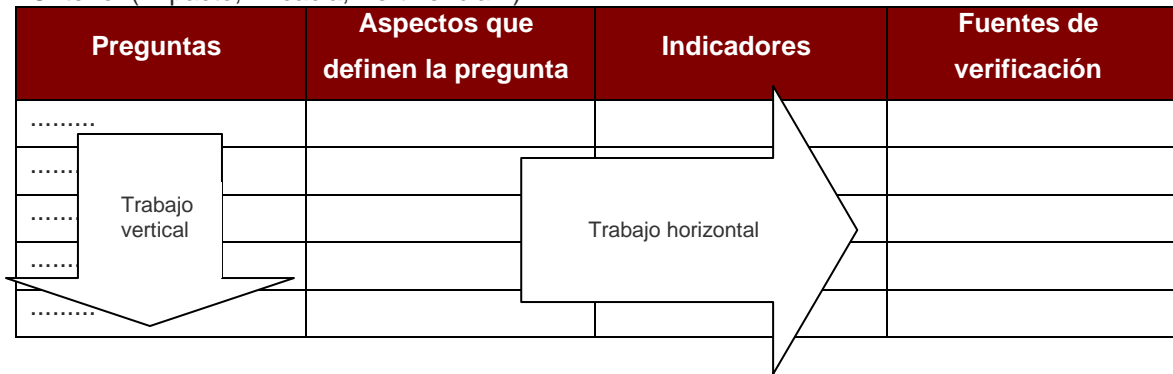 Preguntas
Aspectos que
definen la pregunta
Indicadores
Fuentes de
verificación
.........
.........
.........
.........
.........
Trabajo
vertical
Trabajo horizontal